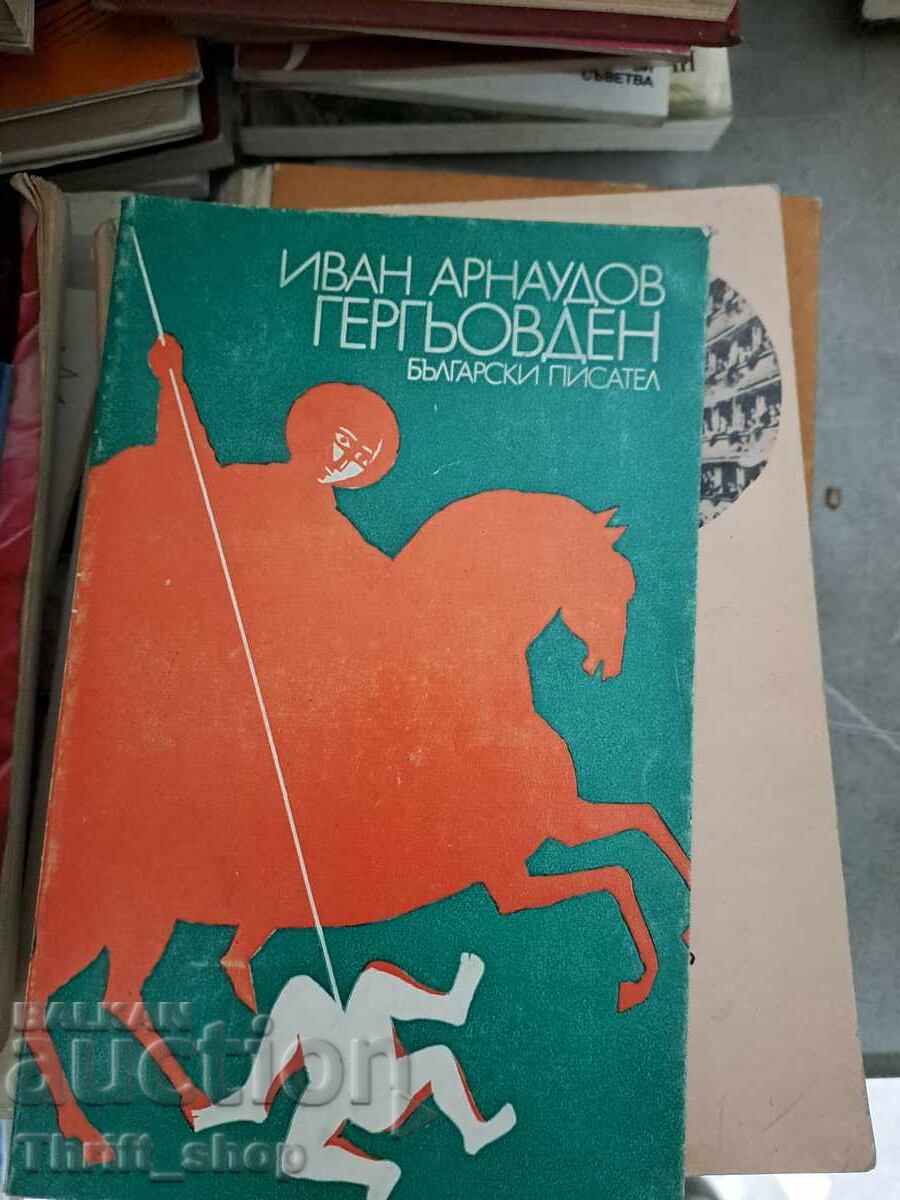 СЪВЕТВА
ИВАН АРНАУДОВ
ГЕРГЬОВДЕН
БЪЛГАРСКИ ПИСАТЕЛ
BALKAN
auction
Thrift_shop